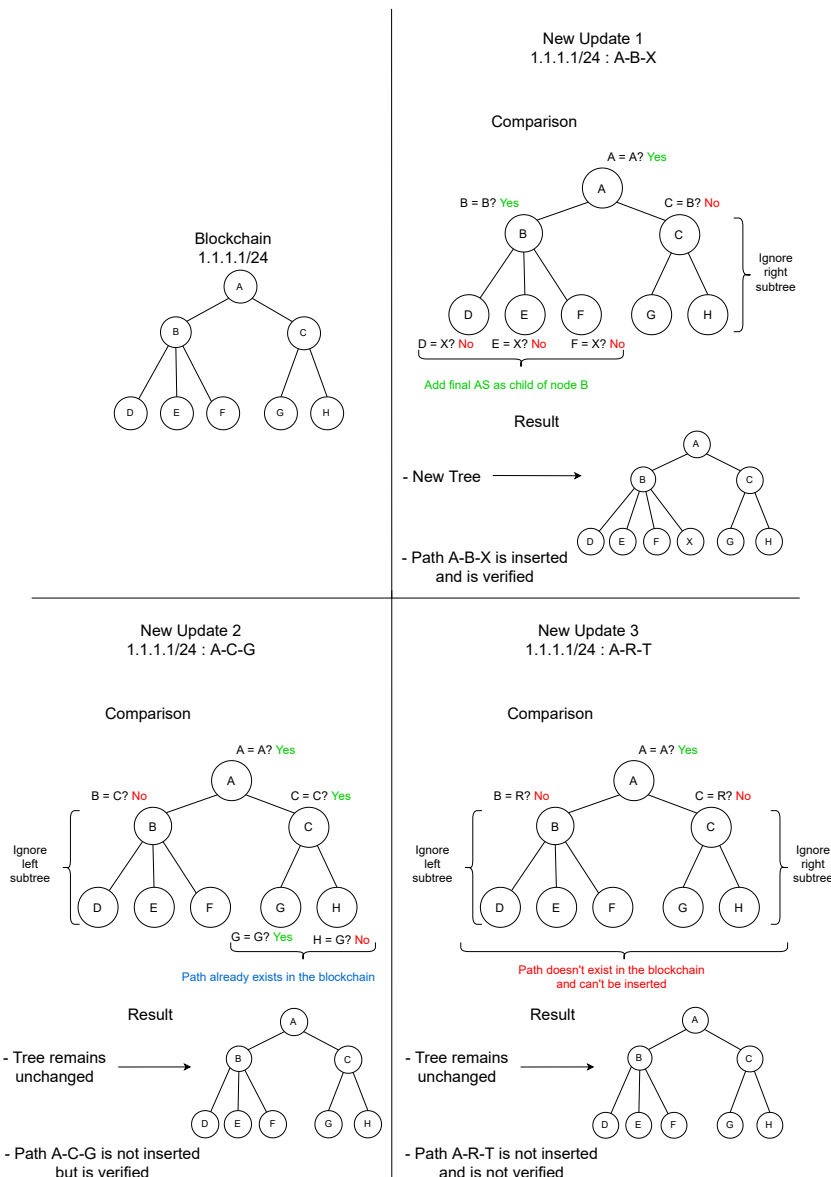 Blockchain
1.1.1.1/24
A
B
C
D
E
F
G
H
New Update 1
1.1.1.1/24 : A-B-X
Comparison
A = A? Yes
A
B = B? Yes
C = B? No
B
C
Ignore
right
subtree
D
E
F
G
H
D = X? No
E = X? No
F = X? No
Add final AS as child of node B
Result
- New Tree
A
B
C
D
E
F
X
G
H
- Path A-B-X is inserted
and is verified
New Update 2
1.1.1.1/24 : A-C-G
Comparison
A = A? Yes
A
B = C? No
C = C? Yes
B
C
Ignore
left
subtree
D
E
F
G
H
G = G? Yes
H = G? No
Path already exists in the blockchain
Result
- Tree remains
unchanged
A
B
C
D
E
F
G
H
- Path A-C-G is not inserted
but is verified
New Update 3
1.1.1.1/24 : A-R-T
Comparison
A = A? Yes
A
B = R? No
C = R? No
B
C
Ignore
left
subtree
Ignore
right
subtree
D
E
F
G
H
Path doesn't exist in the blockchain
and can't be inserted
Result
- Tree remains
unchanged
A
B
C
D
E
F
G
H
- Path A-R-T is not inserted
and is not verified